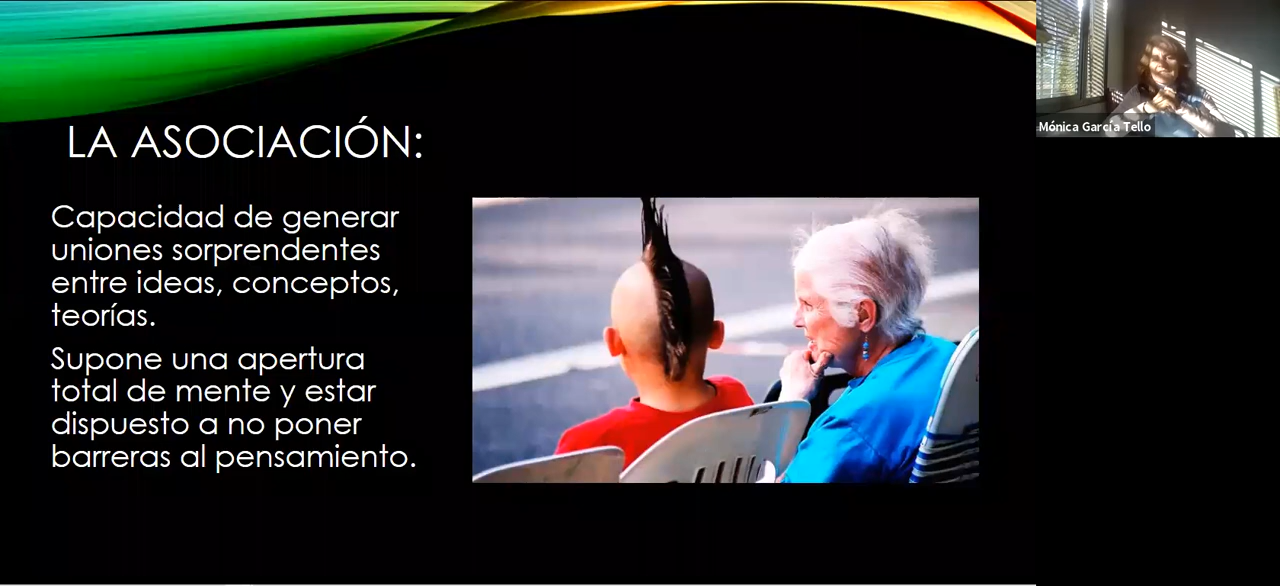 LA ASOCIACIÓN:
Capacidad de generar
uniones sorprendentes
entre ideas, conceptos,
teorías.
Supone una apertura
total de mente y estar
dispuesto a no poner
barreras al pensamiento.
Mónica García Tello